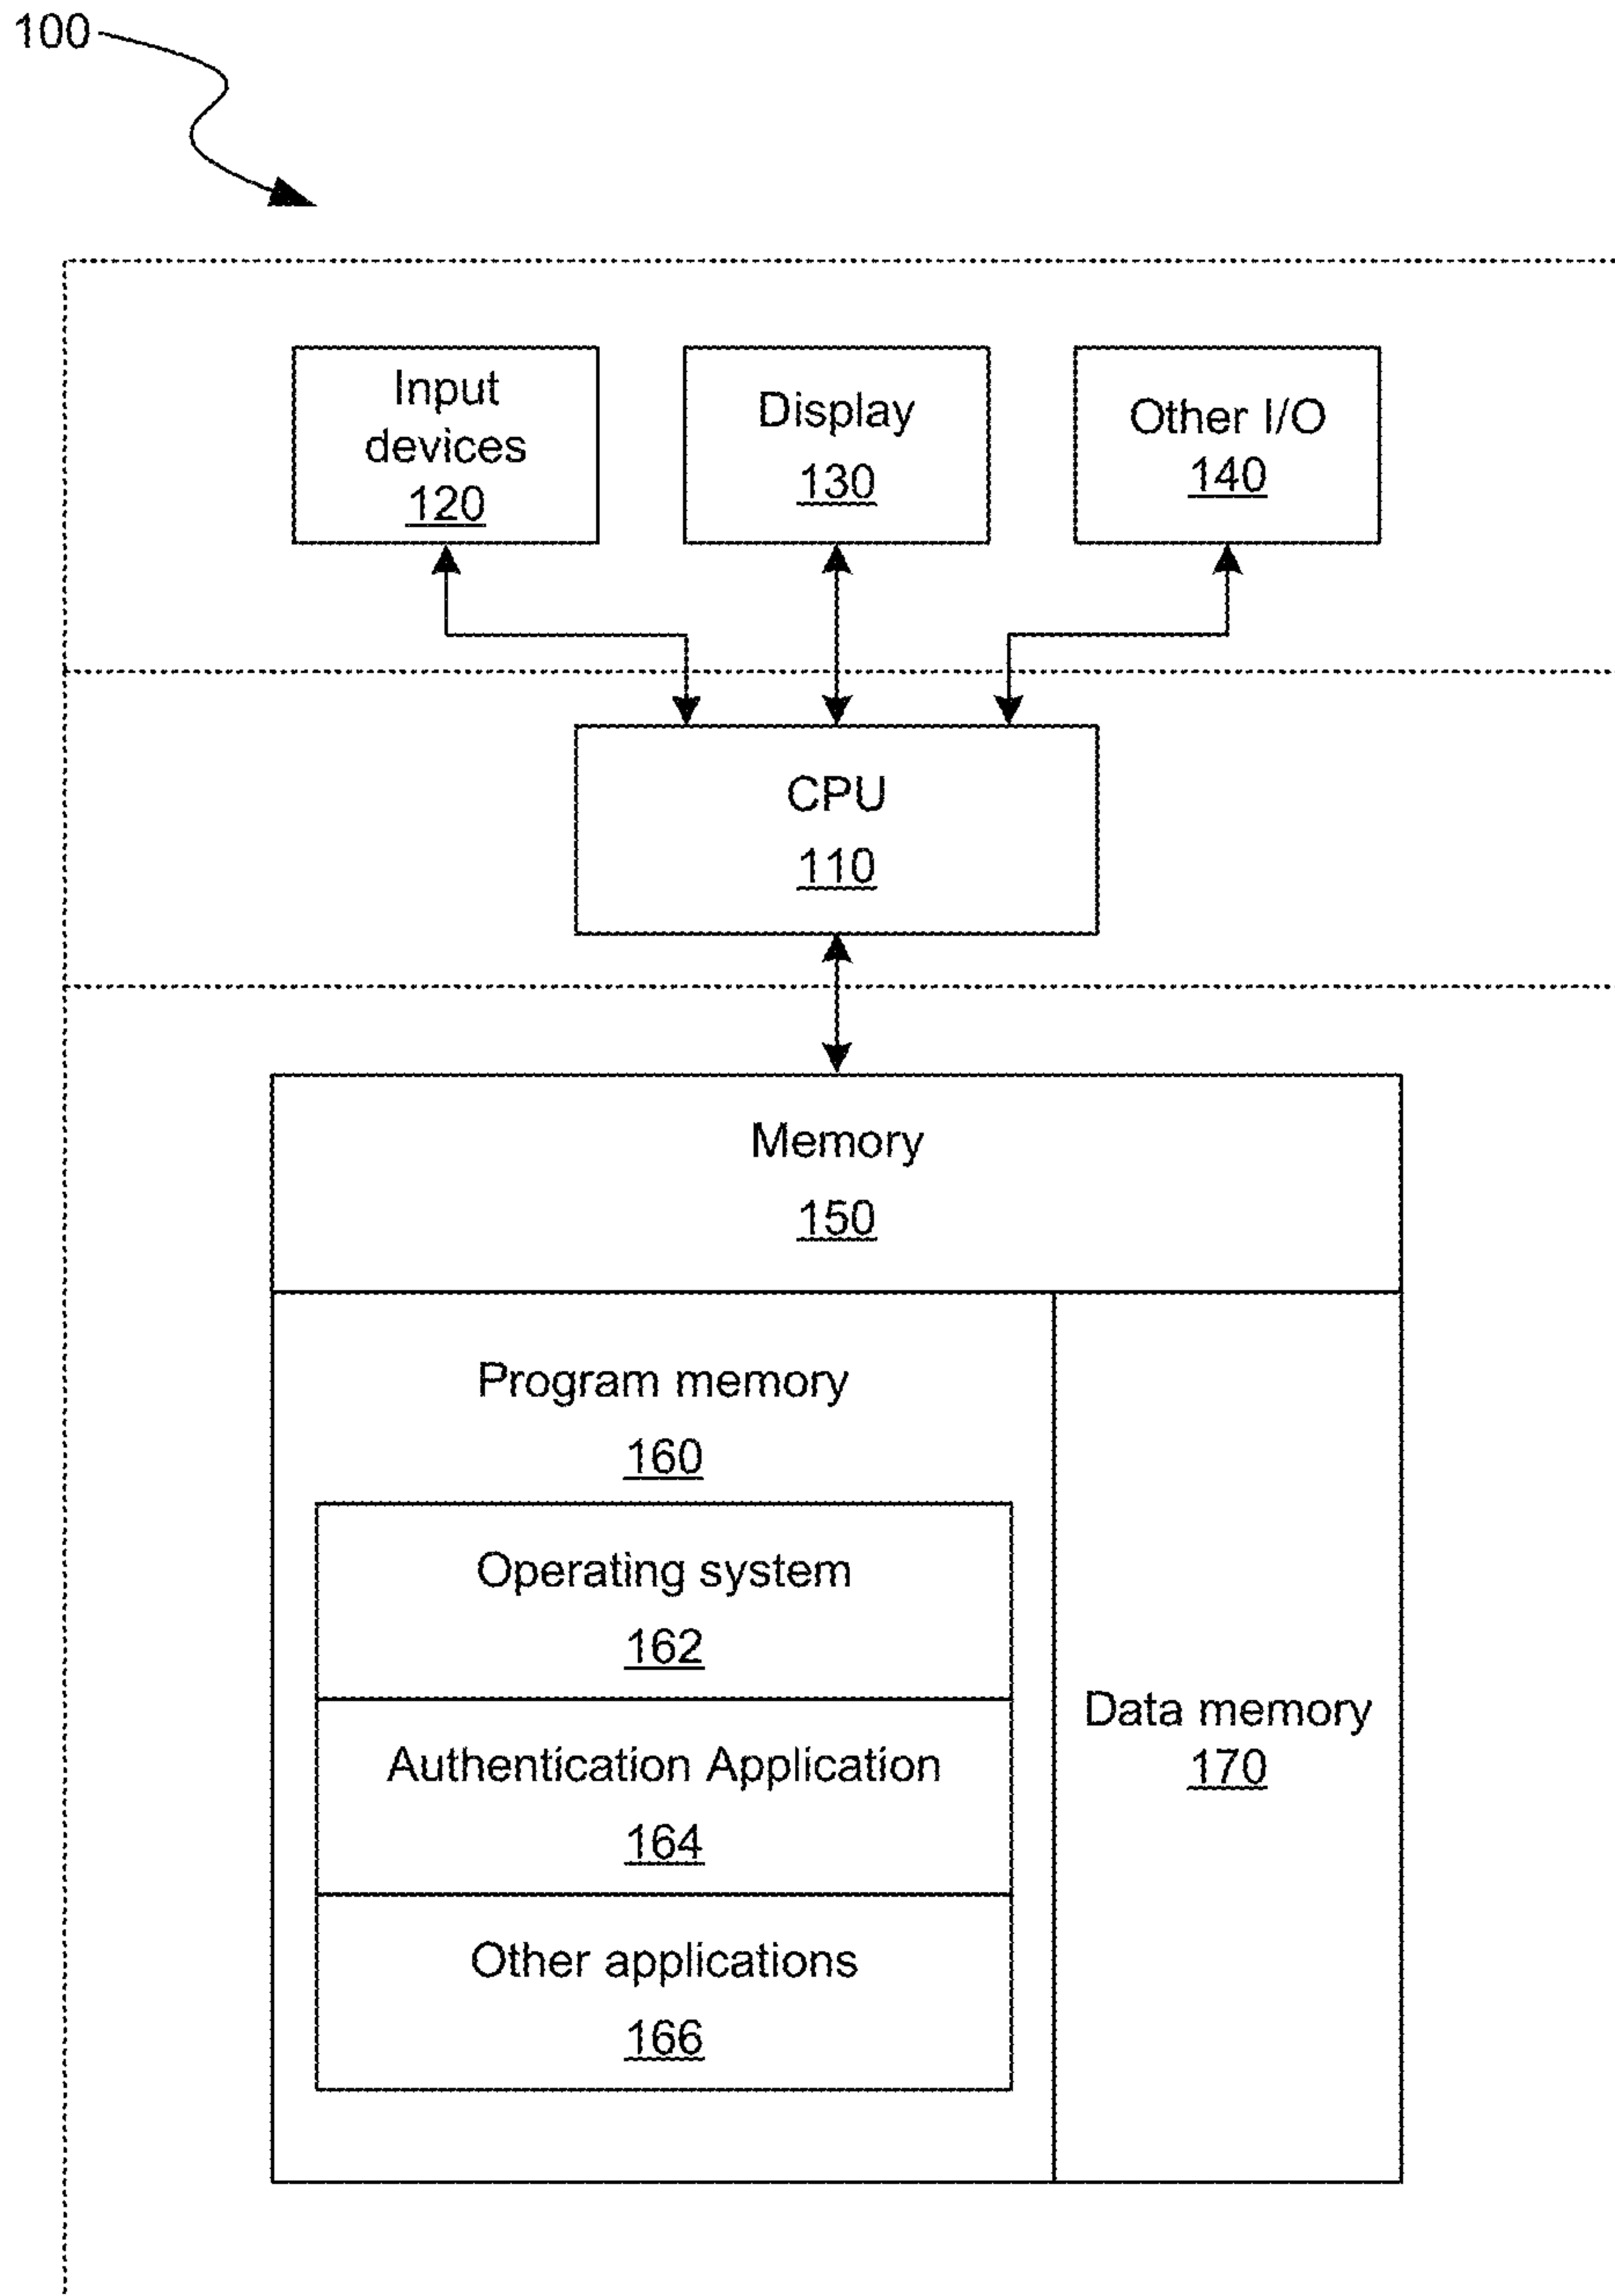 100
Input
devices
120
Display
130
Other I/O
140
CPU
110
Memory
150
Program memory
160
Operating system
162
Authentication Application
164
Other applications
166
Data memory
170